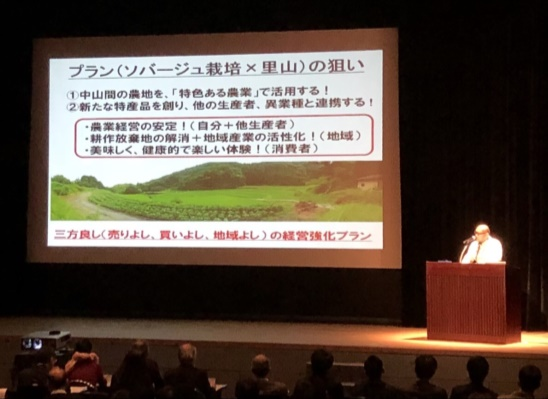 プラン(ソバージュ栽培×里山)の狙い
①中山間の農地を、「特色ある農業」で活用する!
②新たな特産品を創り、他の生産者、異業種と連携する!
・農業経営の安定!(自分+他生産者)
・耕作放棄地の解消+地域産業の活性化!(地域)
・美味しく、健康的で楽しい体験!(消費者)
三方良し(売りよし、買いよし、地域よし)の経営強化プラン